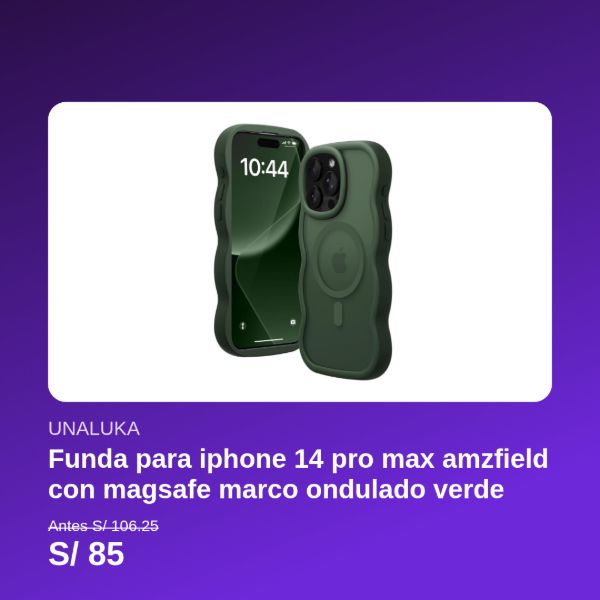 10:44
UNALUKA
Funda para iphone 14 pro max amzfield
con magsafe marco ondulado verde
Antes S/ 106.25
S/ 85